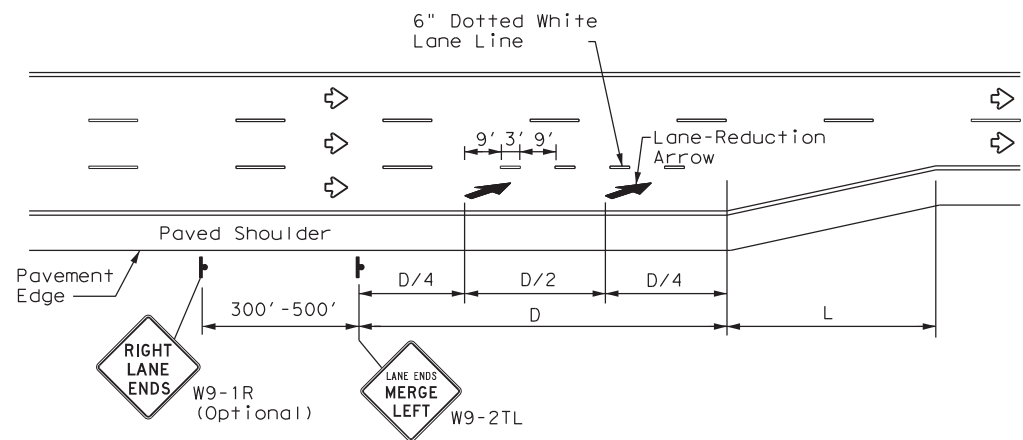 6" Dotted White
Lane Line
9' 3' 9'
Lane-Reduction
Arrow
Paved Shoulder
Pavement
Edge
D/4 D/2 D/4
300'-500' D L
RIGHT
LANE
ENDS
W9-1R
(Optional)
LANE ENDS
MERGE
LEFT
W9-2TL